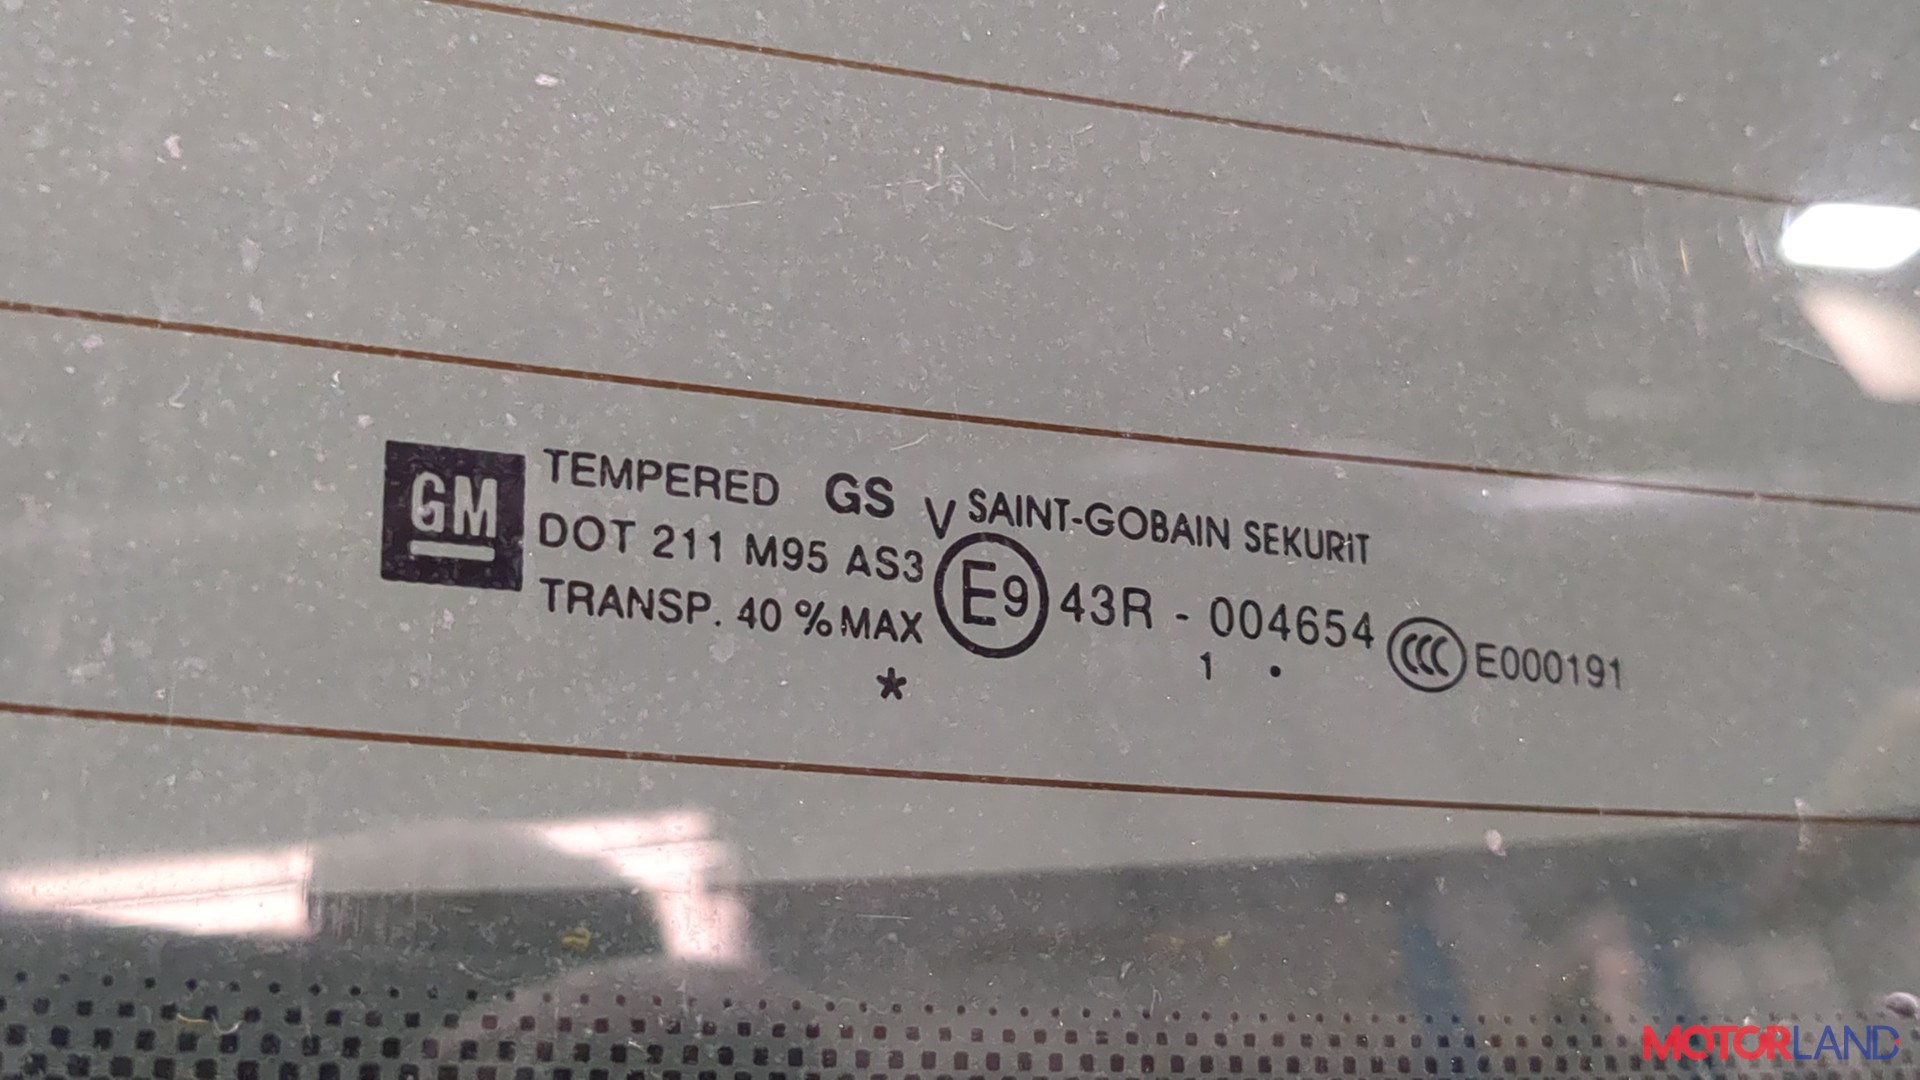 GM
TEMPERED GS V SAINT-GOBAIN SEKURIT
DOT 211 M95 AS3
TRANSP. 40 % MAX
E9 43R - 004654
CCC E000191
* 1 .
MOTORLAND